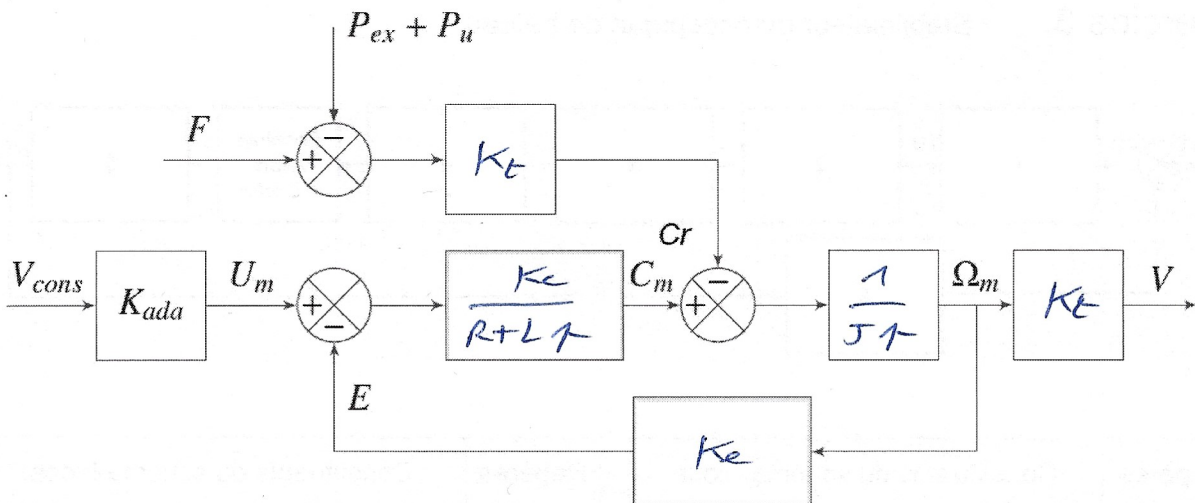 P_ex + P_u
F
−
+
K_t
Cr
V_cons
K_ada
U_m
+
−
K_c
R+Lp
C_m
−
+
1
Jp
Ω_m
K_t
V
E
K_e